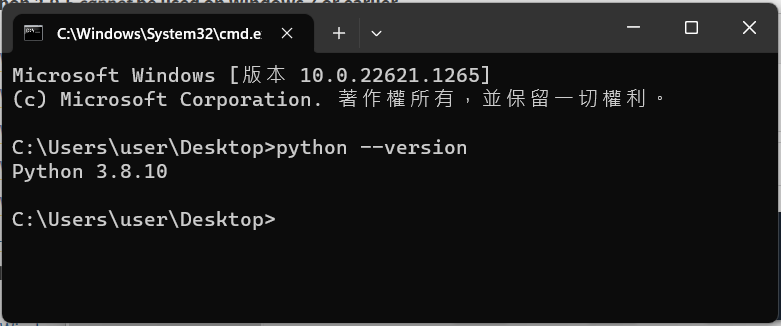 C:\Windows\System32\cmd.e
Microsoft Windows [版本 10.0.22621.1265]
(c) Microsoft Corporation. 著作權所有，並保留一切權利。
C:\Users\user\Desktop>python --version
Python 3.8.10
C:\Users\user\Desktop>